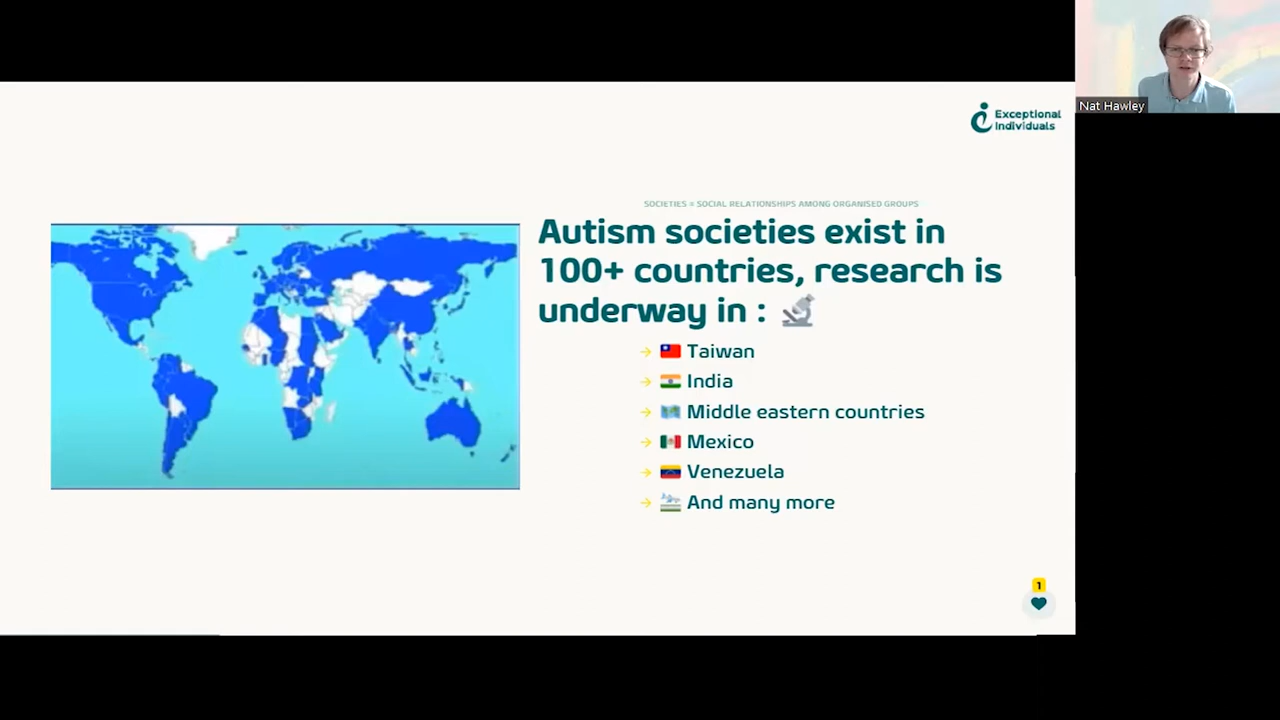 Nat Hawley
Exceptional
Individuals
SOCIETIES = SOCIAL RELATIONSHIPS AMONG ORGANISED GROUPS
Autism societies exist in
100+ countries, research is
underway in :
Taiwan
India
Middle eastern countries
Mexico
Venezuela
And many more
1